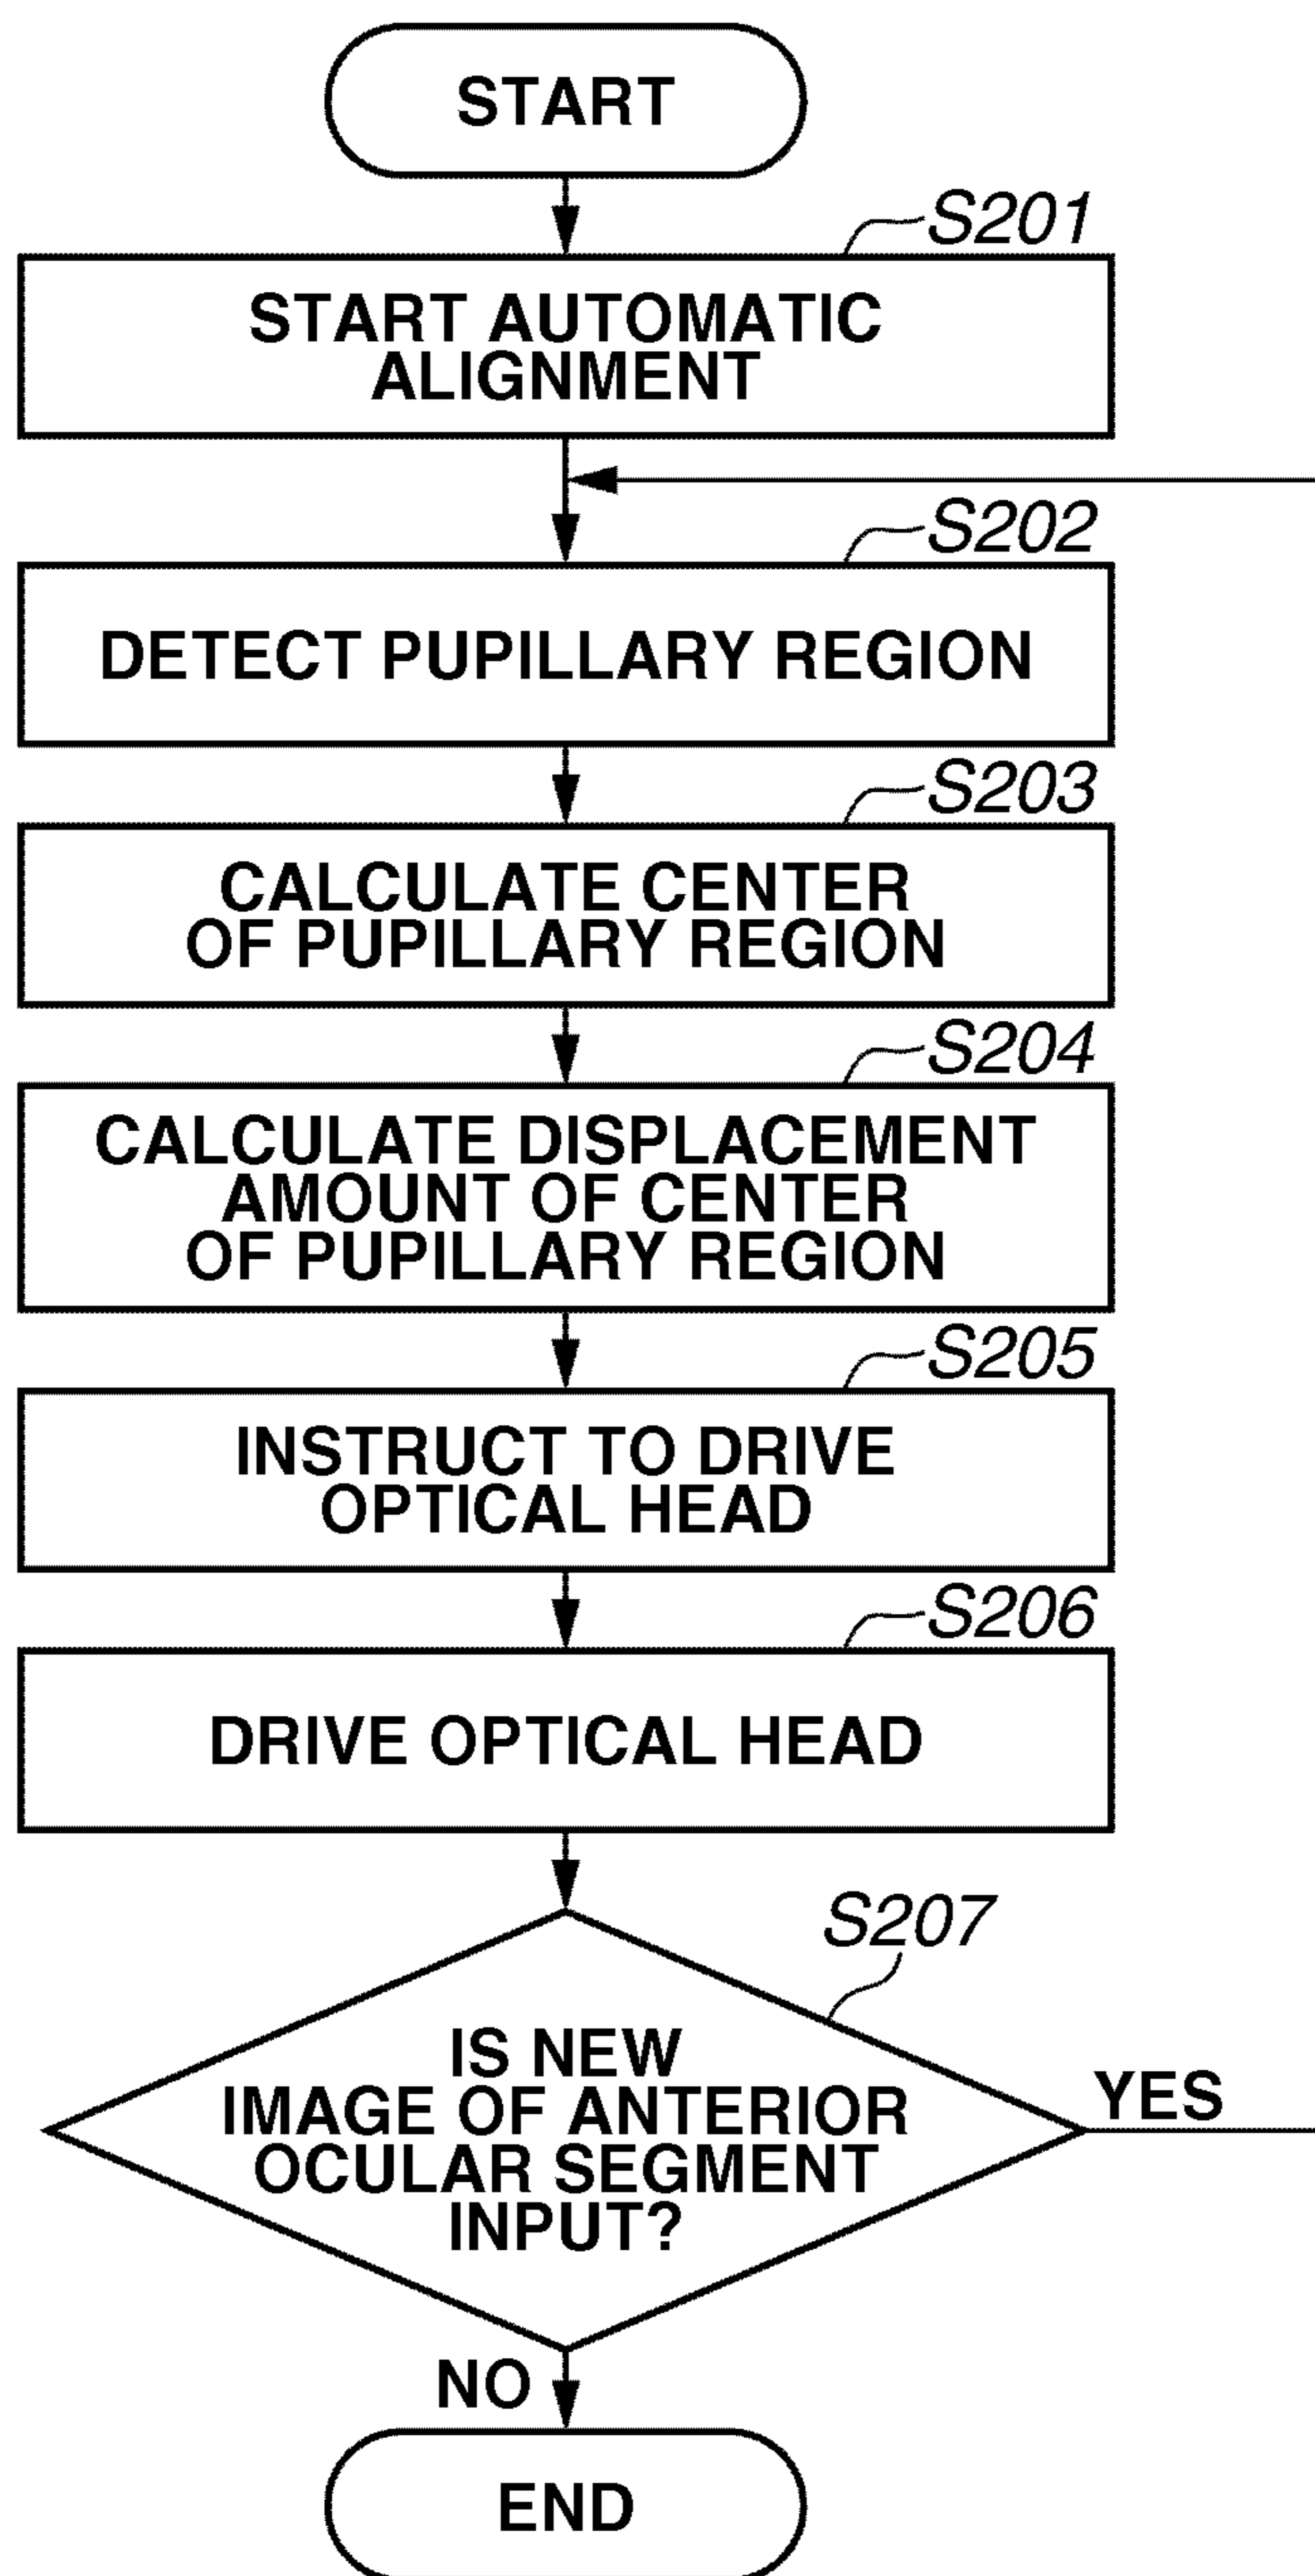 START
S201
START AUTOMATIC
ALIGNMENT
S202
DETECT PUPILLARY REGION
S203
CALCULATE CENTER
OF PUPILLARY REGION
S204
CALCULATE DISPLACEMENT
AMOUNT OF CENTER
OF PUPILLARY REGION
S205
INSTRUCT TO DRIVE
OPTICAL HEAD
S206
DRIVE OPTICAL HEAD
S207
IS NEW
IMAGE OF ANTERIOR
OCULAR SEGMENT
INPUT?
YES
NO
END